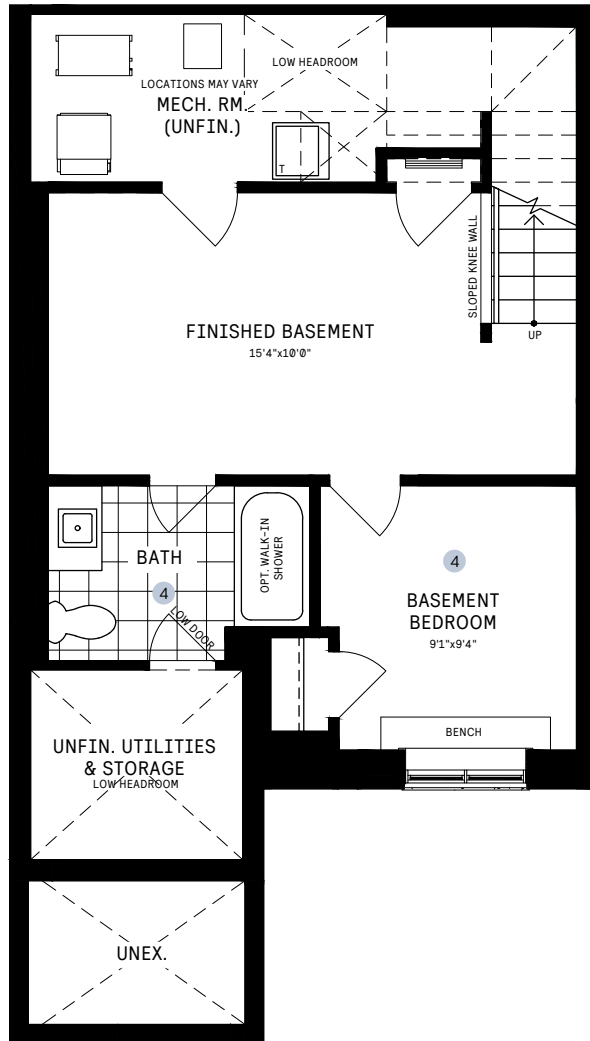 LOW HEADROOM
LOCATIONS MAY VARY
MECH. RM.
(UNFIN.)
T
SLOPED KNEE WALL
UP
FINISHED BASEMENT
15'4"x10'0"
BATH
4
LOW DOOR
OPT. WALK-IN
SHOWER
4
BASEMENT
BEDROOM
9'1"x9'4"
BENCH
UNFIN. UTILITIES
& STORAGE
LOW HEADROOM
UNEX.